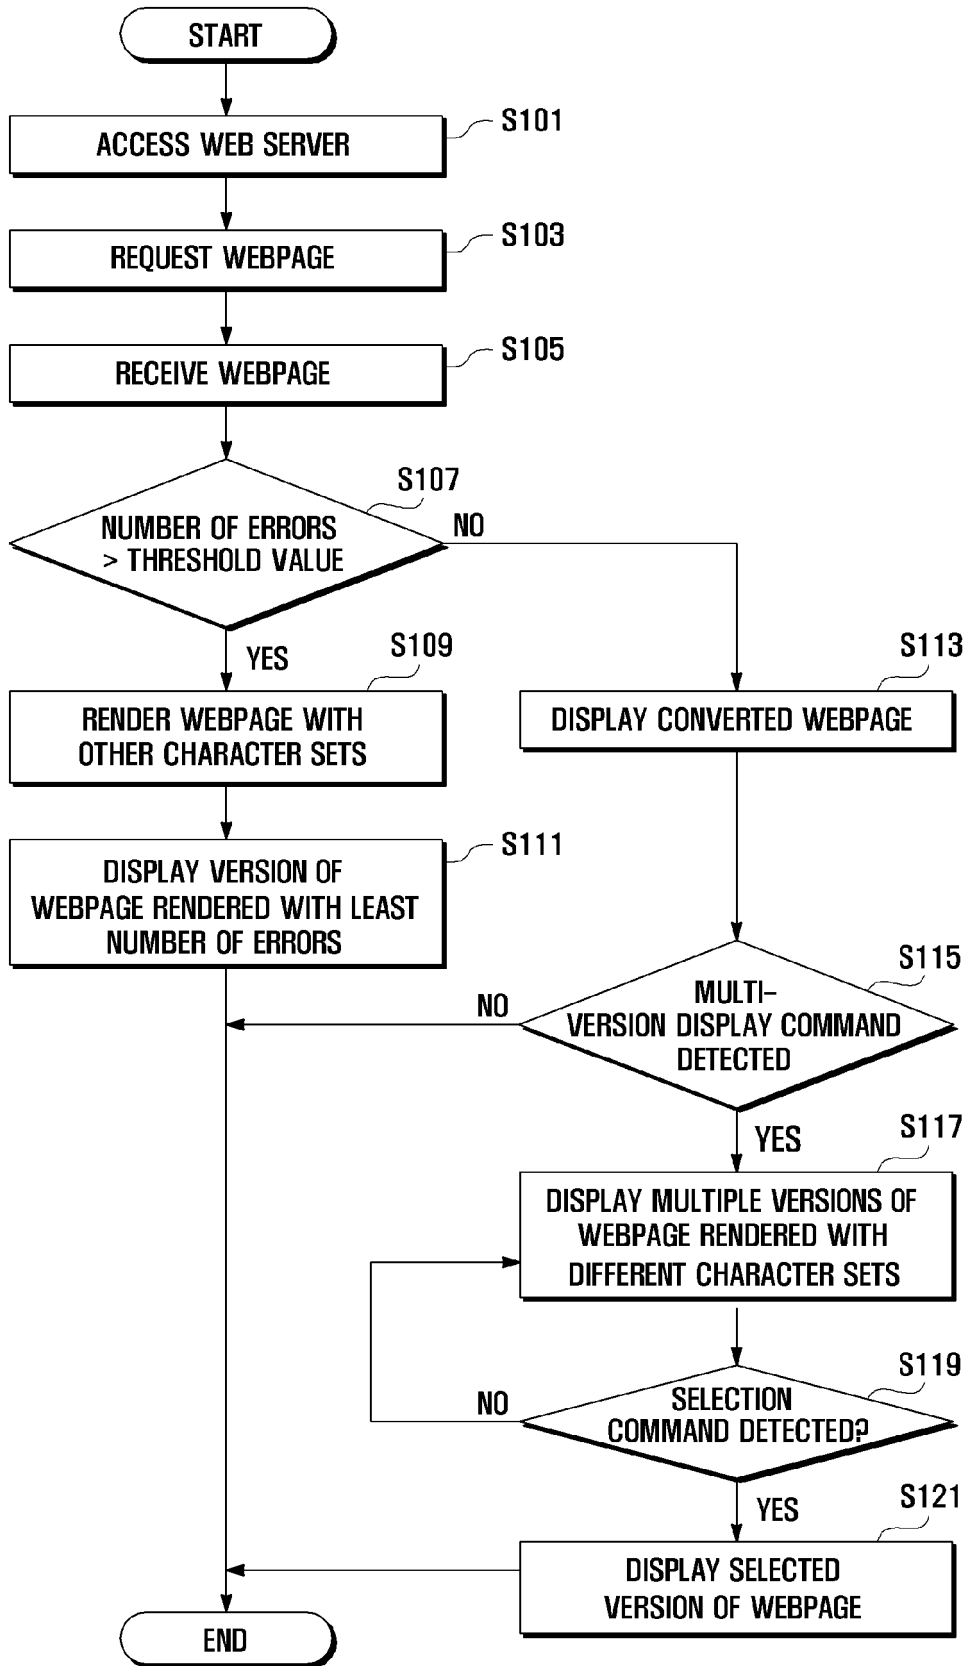 START
S101
ACCESS WEB SERVER
S103
REQUEST WEBPAGE
S105
RECEIVE WEBPAGE
S107
NUMBER OF ERRORS
> THRESHOLD VALUE
NO
YES
S109
RENDER WEBPAGE WITH
OTHER CHARACTER SETS
S113
DISPLAY CONVERTED WEBPAGE
S111
DISPLAY VERSION OF
WEBPAGE RENDERED WITH LEAST
NUMBER OF ERRORS
S115
MULTI-
VERSION DISPLAY COMMAND
DETECTED
NO
YES
S117
DISPLAY MULTIPLE VERSIONS OF
WEBPAGE RENDERED WITH
DIFFERENT CHARACTER SETS
S119
SELECTION
COMMAND DETECTED?
NO
YES
S121
DISPLAY SELECTED
VERSION OF WEBPAGE
END